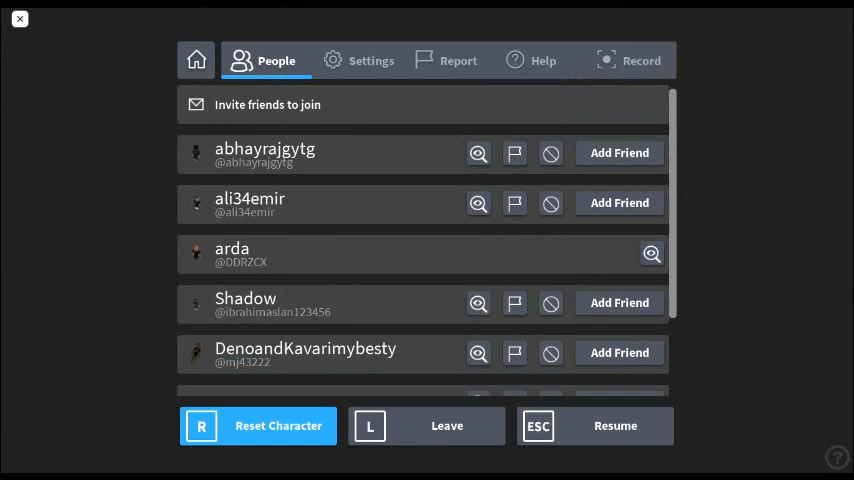 People
Settings
Report
Help
Record
Invite friends to join
abhayrajgytg
@abhayrajgytg
Add Friend
ali34emir
@ali34emir
Add Friend
arda
@DDRZCX
Shadow
@ibrahimaslan123456
Add Friend
DenoandKavarimybesty
@mj43222
Add Friend
R Reset Character
L Leave
ESC Resume